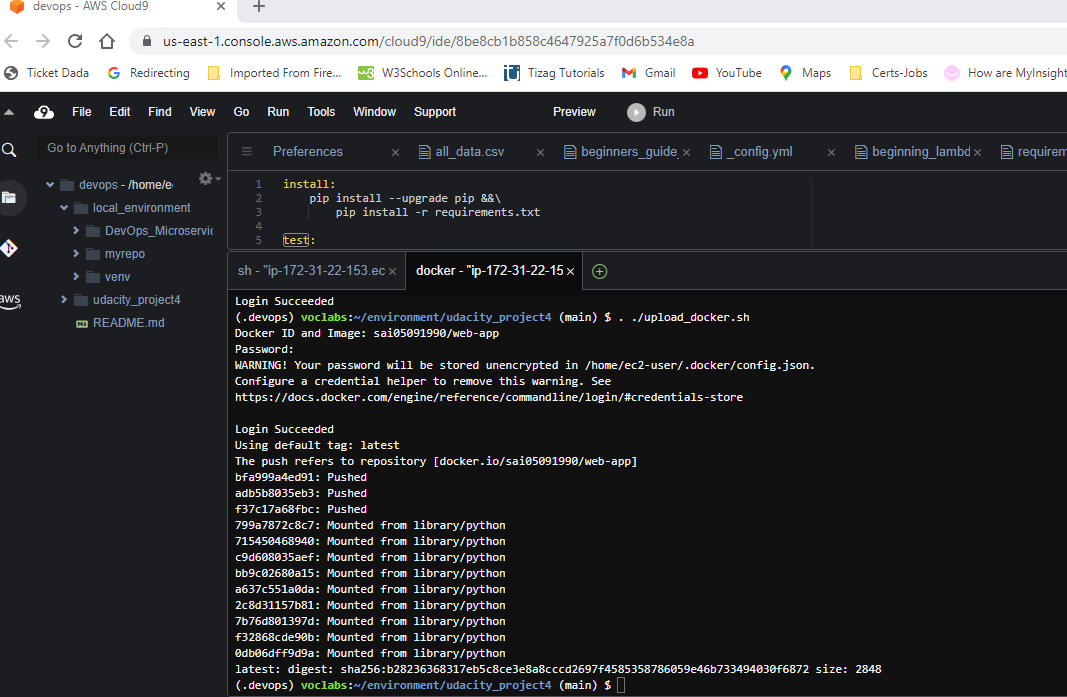 devops - AWS Cloud9
us-east-1.console.aws.amazon.com/cloud9/ide/8be8cb1b858c4647925a7f0d6b534e8a
Ticket Dada Redirecting Imported From Fire... W3Schools Online... Tizag Tutorials Gmail YouTube Maps Certs-Jobs How are MyInsight
9 File Edit Find View Go Run Tools Window Support Preview Run
Go to Anything (Ctrl-P)
Preferences all_data.csv beginners_guide_ _config.yml beginning_lambd requirem
devops - /home/e
local_environment
DevOps_Microservic
myrepo
venv
udacity_project4
README.md
aws
1 install:
2 pip install --upgrade pip &&\
3 pip install -r requirements.txt
4
5 test:
sh - "ip-172-31-22-153.ec docker - "ip-172-31-22-15
Login Succeeded
(.devops) voclabs:~/environment/udacity_project4 (main) $ . ./upload_docker.sh
Docker ID and Image: sai05091990/web-app
Password:
WARNING! Your password will be stored unencrypted in /home/ec2-user/.docker/config.json.
Configure a credential helper to remove this warning. See
https://docs.docker.com/engine/reference/commandline/login/#credentials-store
Login Succeeded
Using default tag: latest
The push refers to repository [docker.io/sai05091990/web-app]
bfa999a4ed91: Pushed
adb5b8035eb3: Pushed
f37c17a68fbc: Pushed
799a7872c8c7: Mounted from library/python
715450468940: Mounted from library/python
c9d608035aef: Mounted from library/python
bb9c02680a15: Mounted from library/python
a637c551a0da: Mounted from library/python
2c8d31157b81: Mounted from library/python
7b76d801397d: Mounted from library/python
f32868cde90b: Mounted from library/python
0db06dff9d9a: Mounted from library/python
latest: digest: sha256:b28236368317eb5c8ce3e8a8cccd2697f4585358786059e46b733494030f6872 size: 2848
(.devops) voclabs:~/environment/udacity_project4 (main) $